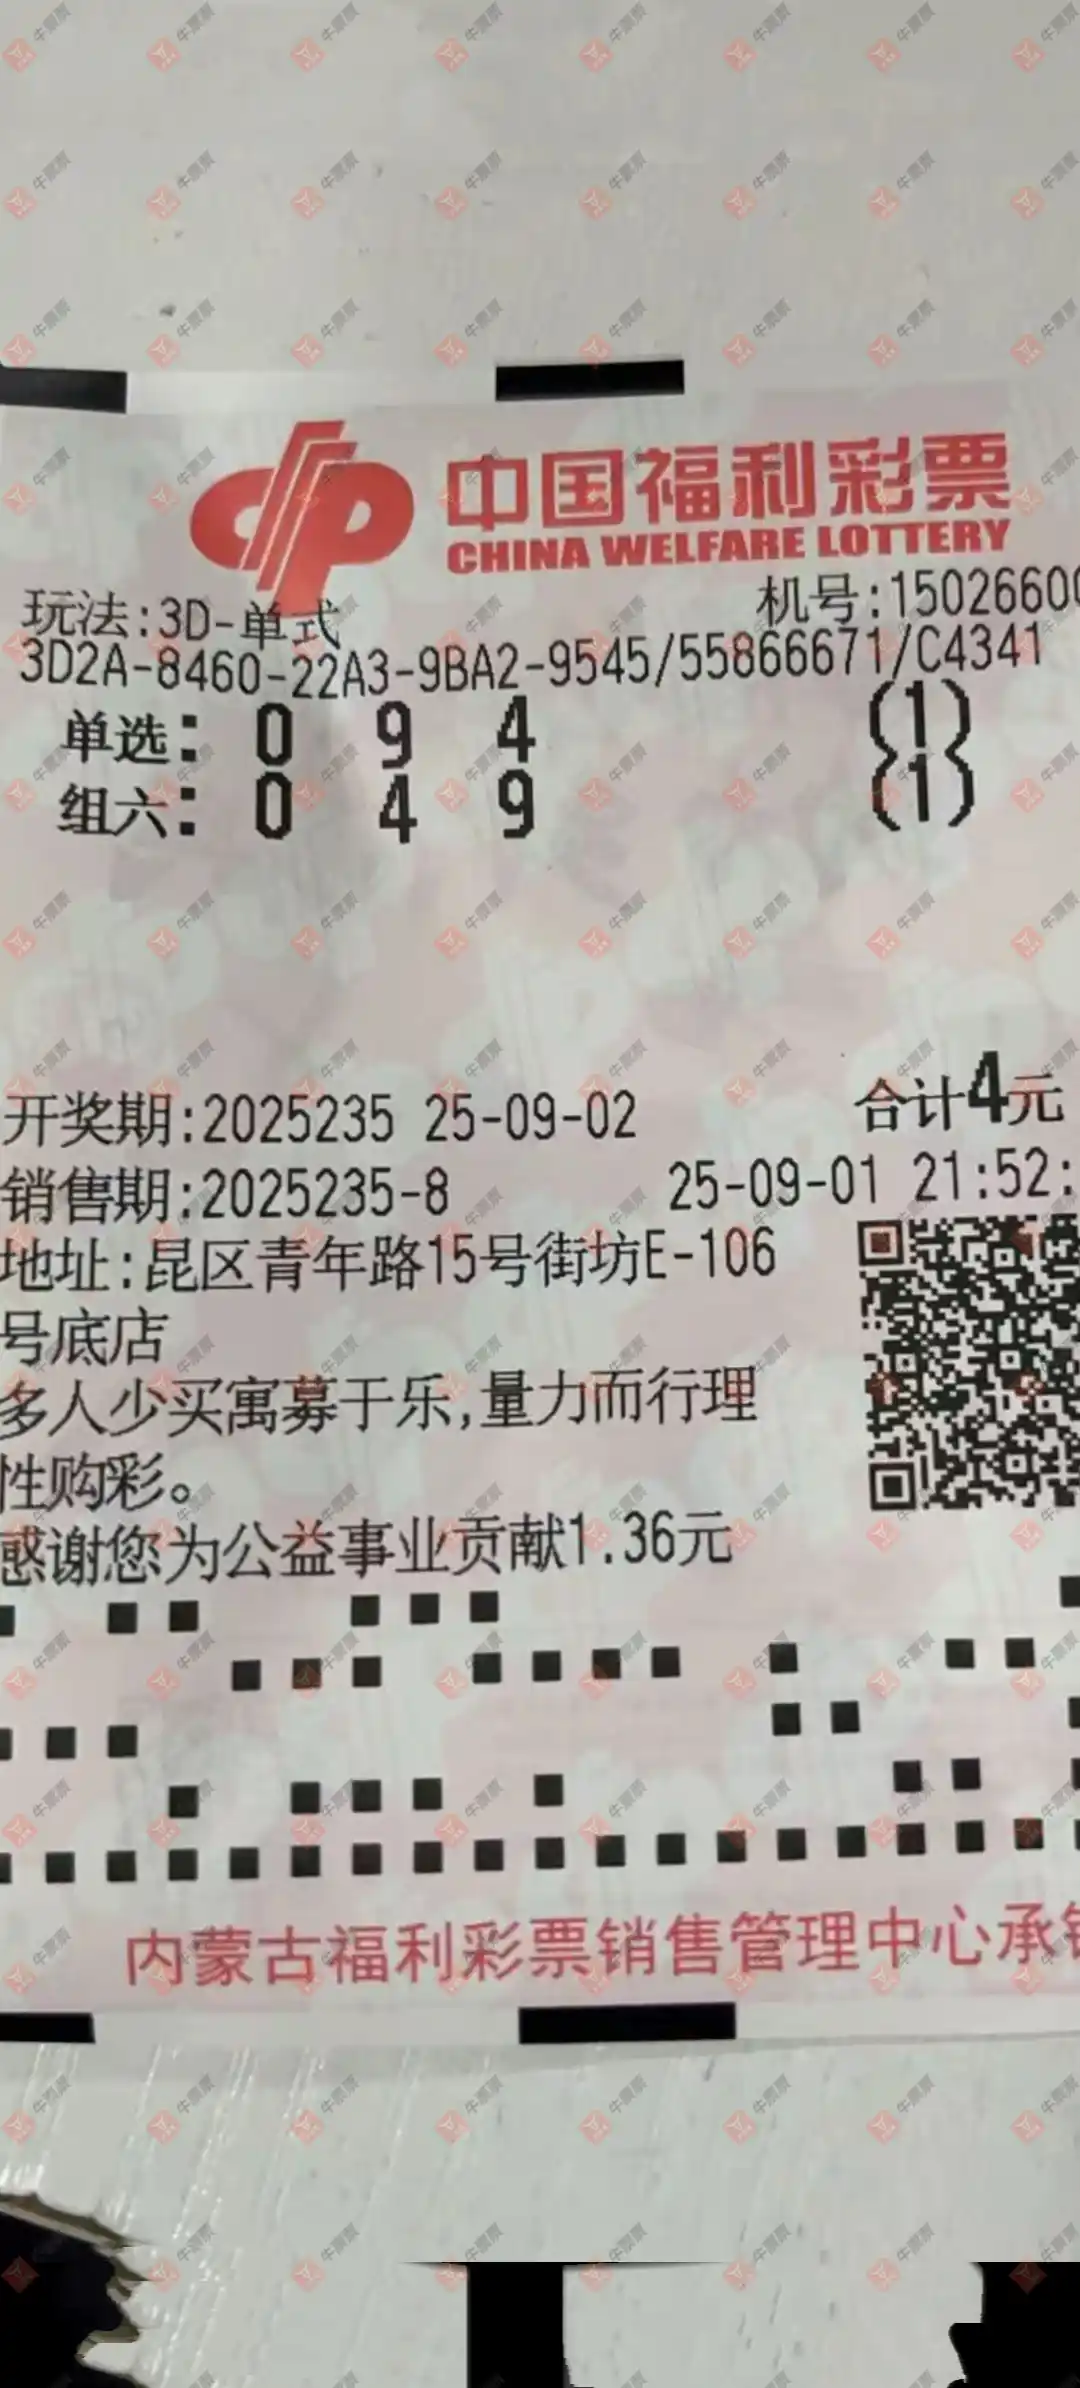 中国福利彩票
CHINA WELFARE LOTTERY
玩法:3D-单式 机号:15026600
3D2A-8460-22A3-9BA2-9545/55866671/C4341
单选: 0 9 4 (1)
组六: 0 4 9 (1)
开奖期:2025235 25-09-02 合计4元
销售期:2025235-8 25-09-01 21:52:
地址:昆区青年路15号街坊E-106
号底店
多人少买寓募于乐,量力而行理
性购彩。
感谢您为公益事业贡献1.36元
内蒙古福利彩票销售管理中心承销
牛票票